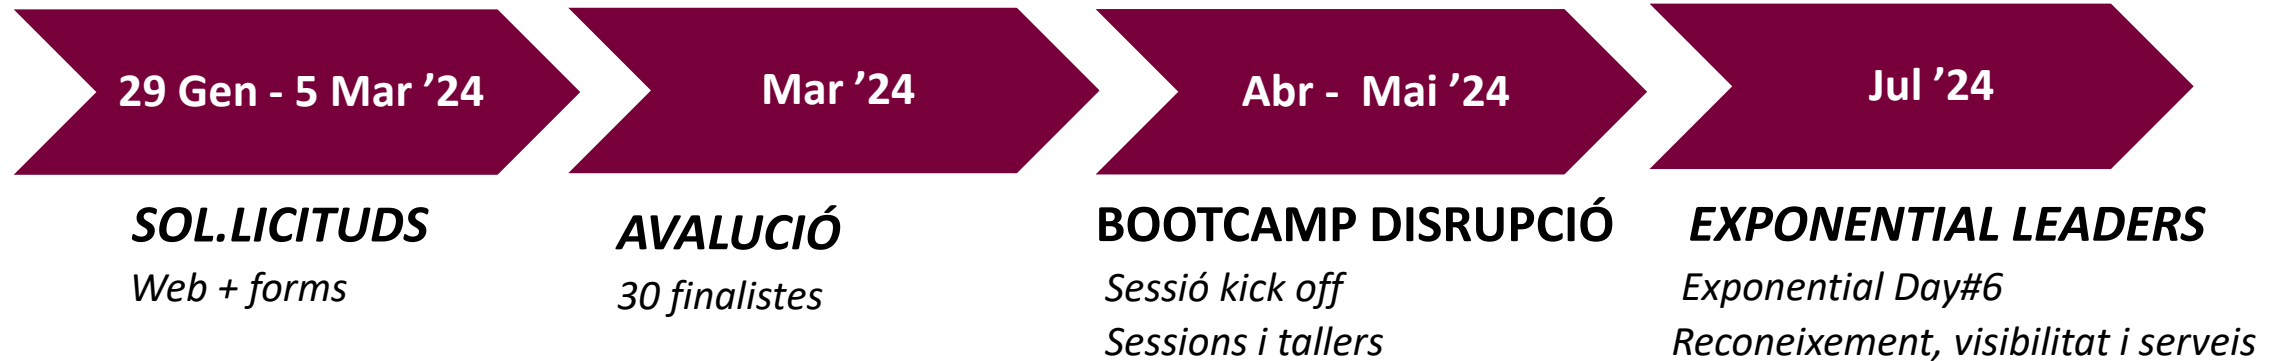 29 Gen - 5 Mar ’24
SOL.LICITUDS
Web + forms
Mar ’24
AVALUCIÓ
30 finalistes
Abr - Mai ’24
BOOTCAMP DISRUPCIÓ
Sessió kick off
Sessions i tallers
Jul ’24
EXPONENTIAL LEADERS
Exponential Day#6
Reconeixement, visibilitat i serveis